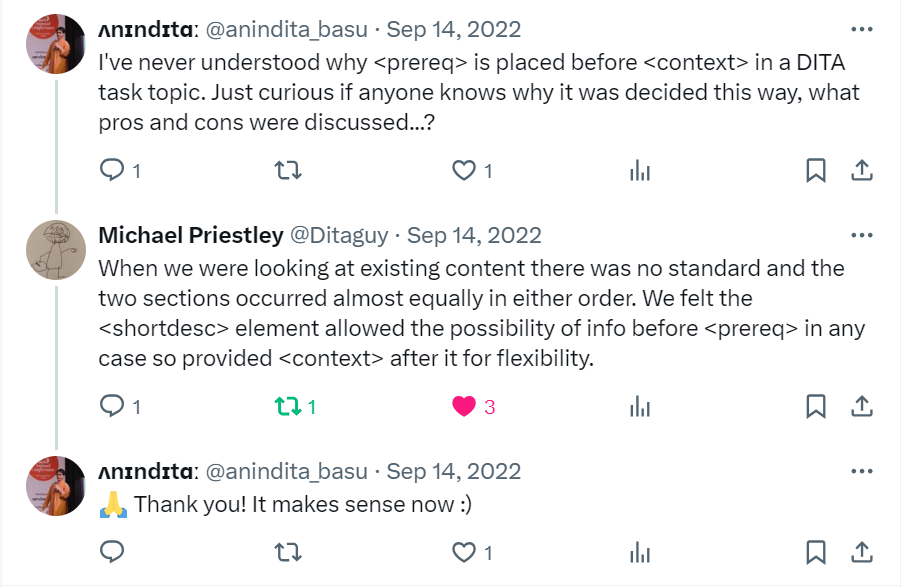 ʌnɪndɪta: @anindita_basu · Sep 14, 2022
I've never understood why <prereq> is placed before <context> in a DITA
task topic. Just curious if anyone knows why it was decided this way, what
pros and cons were discussed...?
1 1
Michael Priestley @Ditaguy · Sep 14, 2022
When we were looking at existing content there was no standard and the
two sections occurred almost equally in either order. We felt the
<shortdesc> element allowed the possibility of info before <prereq> in any
case so provided <context> after it for flexibility.
1 1 3
ʌnɪndɪta: @anindita_basu · Sep 14, 2022
🙏 Thank you! It makes sense now :)
1